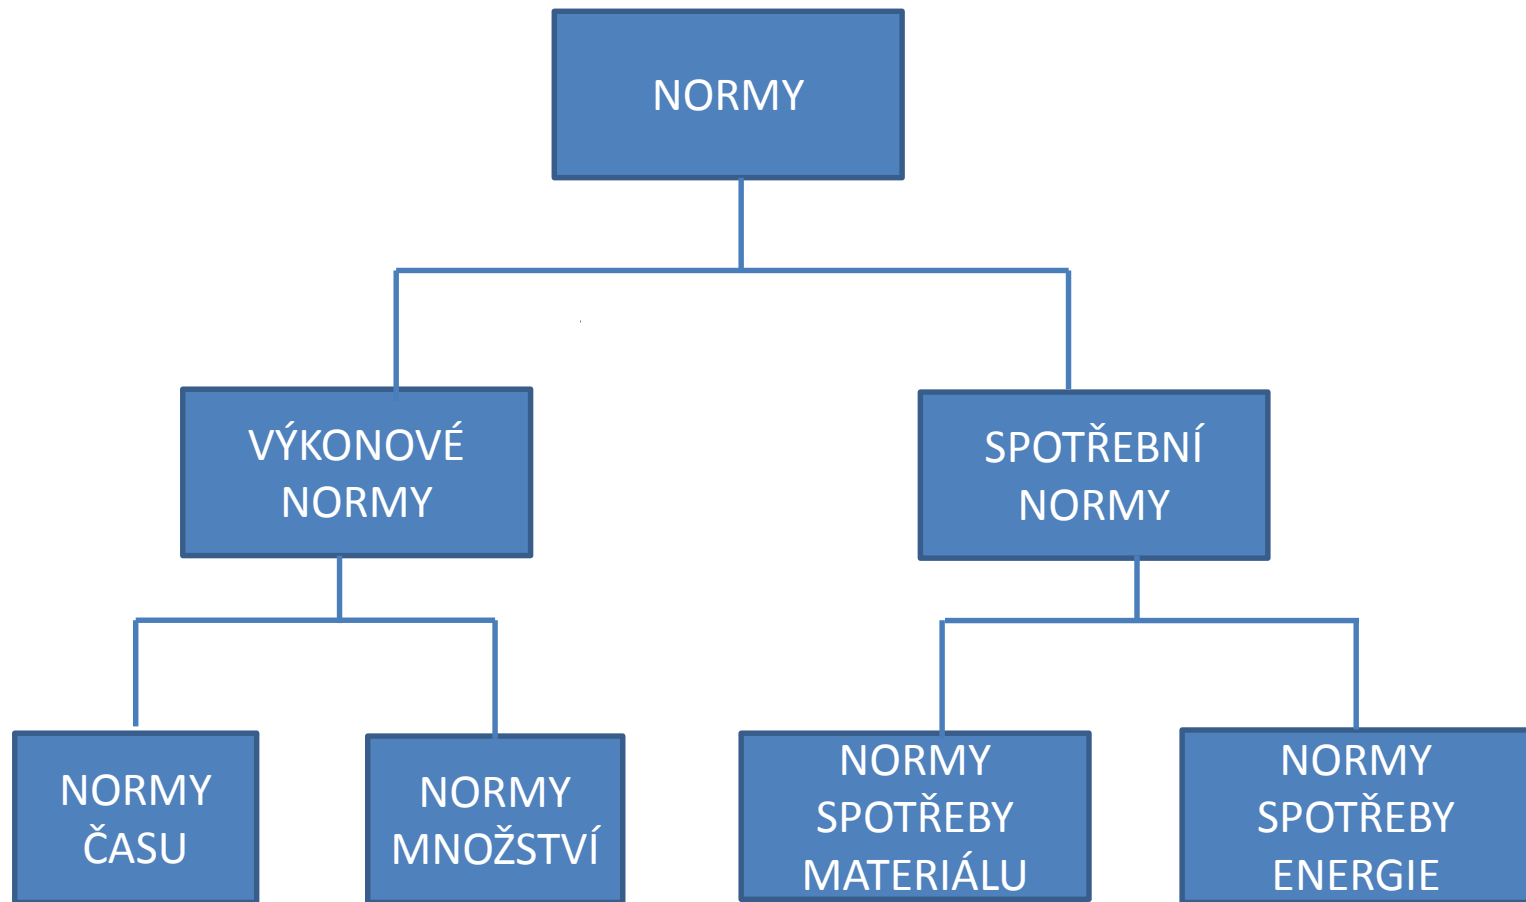 NORMY
VÝKONOVÉ
NORMY
SPOTŘEBNÍ
NORMY
NORMY
ČASU
NORMY
MNOŽSTVÍ
NORMY
SPOTŘEBY
MATERIÁLU
NORMY
SPOTŘEBY
ENERGIE